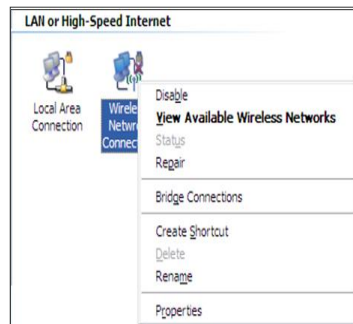 LAN or High-Speed Internet
Local Area
Connection
Wirele
Netwro
Connec
Disable
View Available Wireless Networks
Status
Repair
Bridge Connections
Create Shortcut
Delete
Rename
Properties